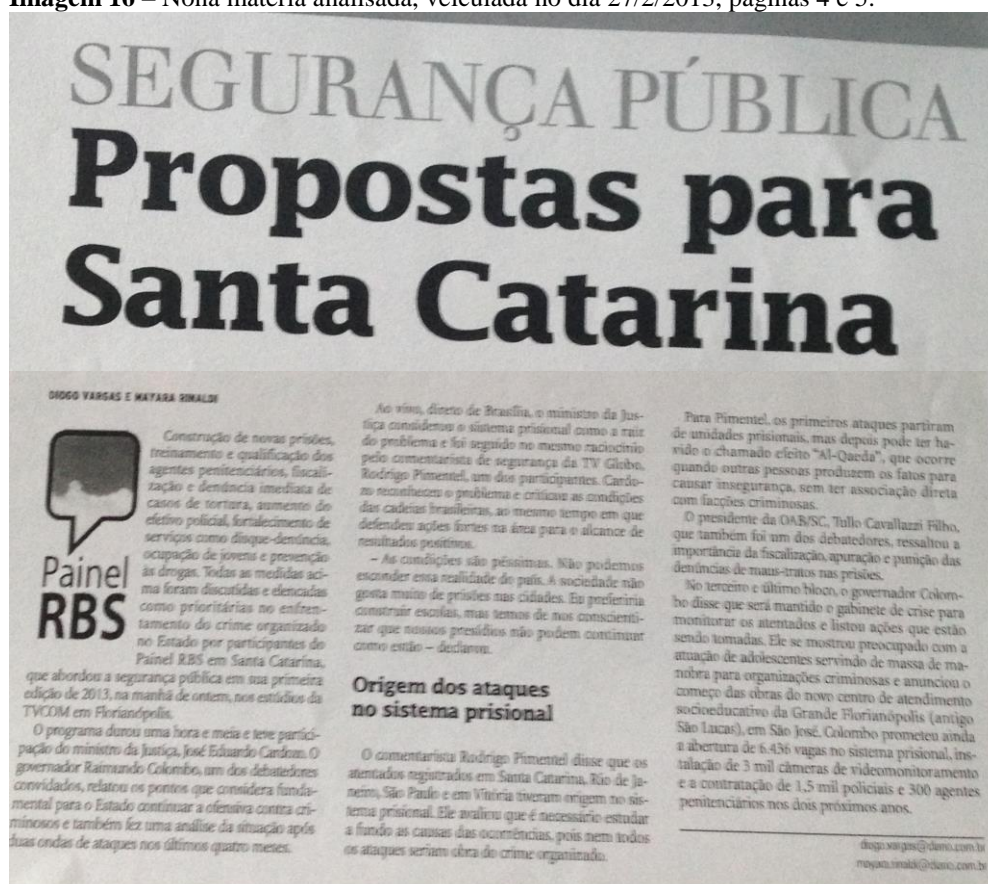 Imagem 16 – Nona matéria analisada, veiculada no dia 27/2/2013, páginas 4 e 5.
SEGURANÇA PÚBLICA
Propostas para
Santa Catarina
DIOGO VARGAS E MAYARA RINALDI
Painel
RBS
Construção de novas prisões,
treinamento e qualificação dos
agentes penitenciários, fiscali-
zação e denúncia imediata de
casos de tortura, aumento do
efetivo policial, fortalecimento de
serviços como disque-denúncia,
ocupação de jovens e prevenção
às drogas. Todas as medidas aci-
ma foram discutidas e elencadas
como prioritárias no enfren-
tamento do crime organizado
no Estado por participantes do
Painel RBS em Santa Catarina,
que abordou a segurança pública em sua primeira
edição de 2013, na manhã de ontem, nos estúdios da
TVCOM em Florianópolis.
O programa durou uma hora e meia e teve partici-
pação do ministro da Justiça, José Eduardo Cardozo. O
governador Raimundo Colombo, um dos debatedores
convidados, relatou os pontos que considera funda-
mental para o Estado continuar a ofensiva contra cri-
minosos e também fez uma análise da situação após
duas ondas de ataques nos últimos quatro meses.
Ao vivo, direto de Brasília, o ministro da Jus-
tiça considerou o sistema prisional como a raiz
do problema e foi seguido no mesmo raciocínio
pelo comentarista de segurança da TV Globo,
Rodrigo Pimentel, um dos participantes. Cardo-
zo reconheceu o problema e criticou as condições
das cadeias brasileiras, ao mesmo tempo em que
defendeu ações fortes na área para o alcance de
resultados positivos.
– As condições são péssimas. Não podemos
esconder essa realidade do país. A sociedade não
gosta muito de prisões nas cidades. Eu preferiria
construir escolas, mas temos de nos conscienti-
zar que nossos presídios não podem continuar
como estão – declarou.
Origem dos ataques
no sistema prisional
O comentarista Rodrigo Pimentel disse que os
atentados registrados em Santa Catarina, Rio de Ja-
neiro, São Paulo e em Vitória tiveram origem no sis-
tema prisional. Ele avaliou que é necessário estudar
a fundo as causas das ocorrências, pois nem todos
os ataques seriam obra do crime organizado.
Para Pimentel, os primeiros ataques partiram
de unidades prisionais, mas depois pode ter ha-
vido o chamado efeito “Al-Qaeda”, que ocorre
quando outras pessoas produzem os fatos para
causar insegurança, sem ter associação direta
com facções criminosas.
O presidente da OAB/SC, Tullo Cavallazzi Filho,
que também foi um dos debatedores, ressaltou a
importância da fiscalização, apuração e punição das
denúncias de maus-tratos nas prisões.
No terceiro e último bloco, o governador Colom-
bo disse que será mantido o gabinete de crise para
monitorar os atentados e listou ações que estão
sendo tomadas. Ele se mostrou preocupado com a
atuação de adolescentes servindo de massa de ma-
nobra para organizações criminosas e anunciou o
começo das obras do novo centro de atendimento
socioeducativo da Grande Florianópolis (antigo
São Lucas), em São José. Colombo prometeu ainda
a abertura de 6.436 vagas no sistema prisional, ins-
talação de 3 mil câmeras de videomonitoramento
e a contratação de 1,5 mil policiais e 300 agentes
penitenciários nos dois próximos anos.
diogo.vargas@diario.com.br
mayara.rinaldi@diario.com.br